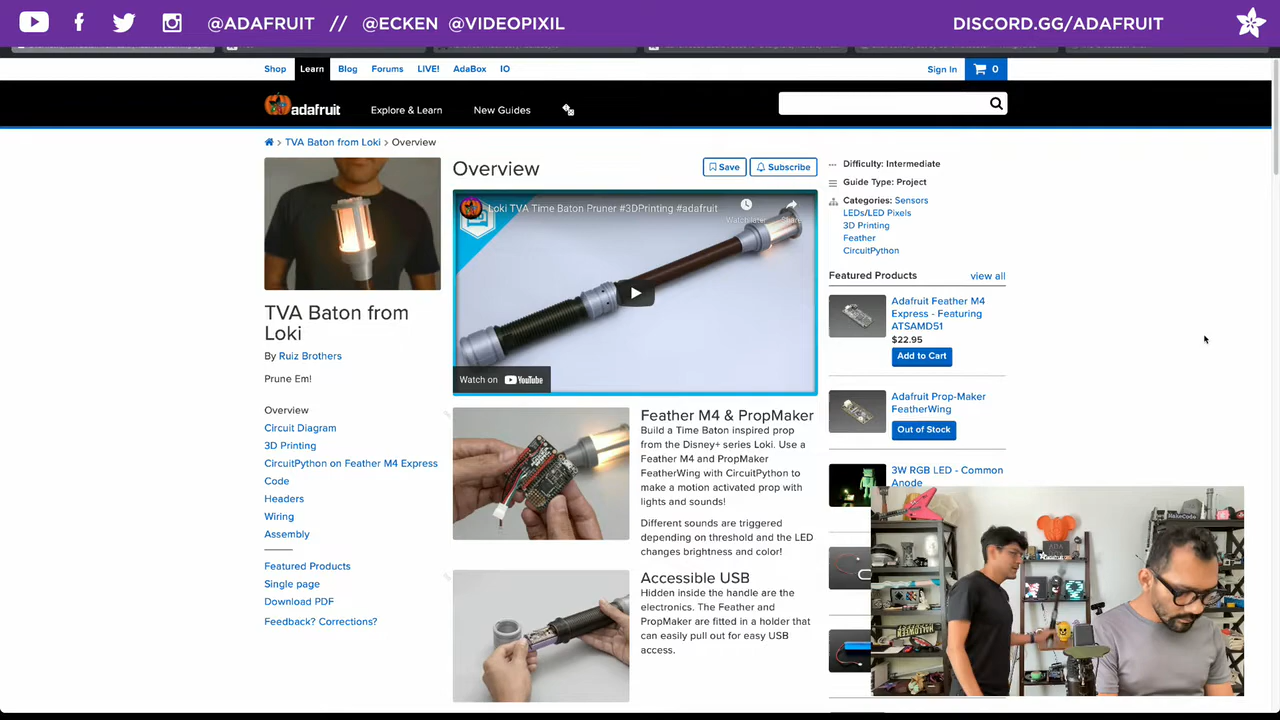 @ADAFRUIT // @ECKEN @VIDEOPIXIL
DISCORD.GG/ADAFRUIT
Shop Learn Blog Forums LIVE! AdaBox IO
Sign In 0
adafruit Explore & Learn New Guides
TVA Baton from Loki > Overview
TVA Baton from
Loki
By Ruiz Brothers
Prune Em!
Overview
Circuit Diagram
3D Printing
CircuitPython on Feather M4 Express
Code
Headers
Wiring
Assembly
Featured Products
Single page
Download PDF
Feedback? Corrections?
Overview
Save Subscribe
Loki TVA Time Baton Pruner #3DPrinting #adafruit
Watch later Share
Watch on YouTube
Feather M4 & PropMaker
Build a Time Baton inspired prop
from the Disney+ series Loki. Use a
Feather M4 and PropMaker
FeatherWing with CircuitPython to
make a motion activated prop with
lights and sounds!
Different sounds are triggered
depending on threshold and the LED
changes brightness and color!
Accessible USB
Hidden inside the handle are the
electronics. The Feather and
PropMaker are fitted in a holder that
can easily pull out for easy USB
access.
Difficulty: Intermediate
Guide Type: Project
Categories: Sensors
LEDs/LED Pixels
3D Printing
Feather
CircuitPython
Featured Products view all
Adafruit Feather M4
Express - Featuring
ATSAMD51
$22.95
Add to Cart
Adafruit Prop-Maker
FeatherWing
Out of Stock
3W RGB LED - Common
Anode
MakeCode